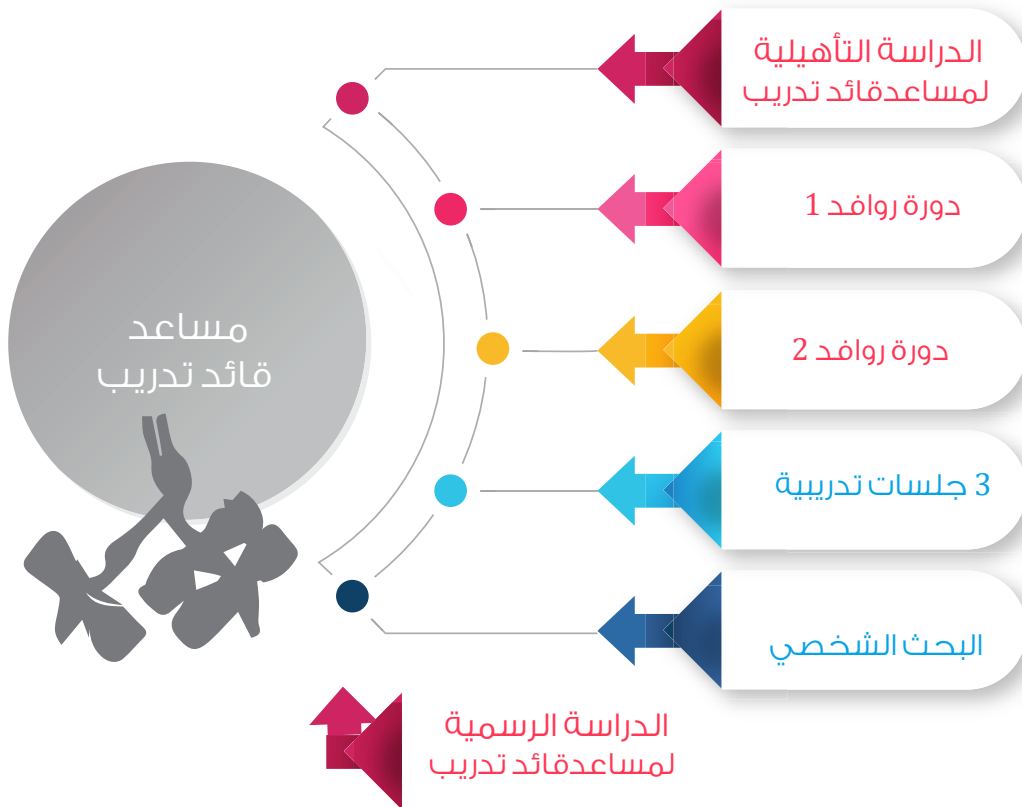 الدراسة التأهيلية
لمساعدقائد تدريب
دورة روافد 1
دورة روافد 2
3 جلسات تدريبية
البحث الشخصي
مساعد
قائد تدريب
الدراسة الرسمية
لمساعدقائد تدريب